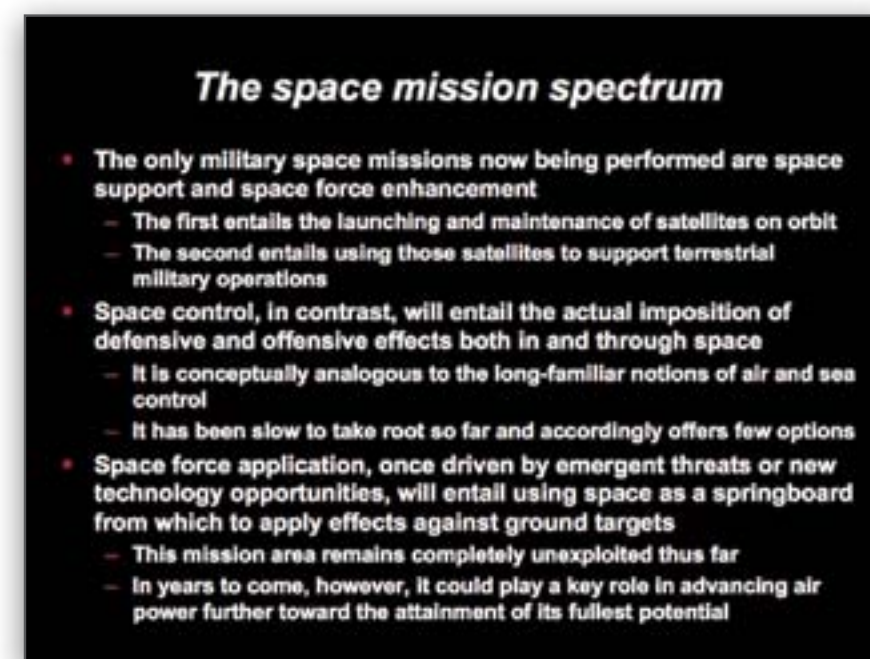 The space mission spectrum
• The only military space missions now being performed are space
support and space force enhancement
– The first entails the launching and maintenance of satellites on orbit
– The second entails using those satellites to support terrestrial
military operations
• Space control, in contrast, will entail the actual imposition of
defensive and offensive effects both in and through space
– It is conceptually analogous to the long-familiar notions of air and sea
control
– It has been slow to take root so far and accordingly offers few options
• Space force application, once driven by emergent threats or new
technology opportunities, will entail using space as a springboard
from which to apply effects against ground targets
– This mission area remains completely unexploited thus far
– In years to come, however, it could play a key role in advancing air
power further toward the attainment of its fullest potential